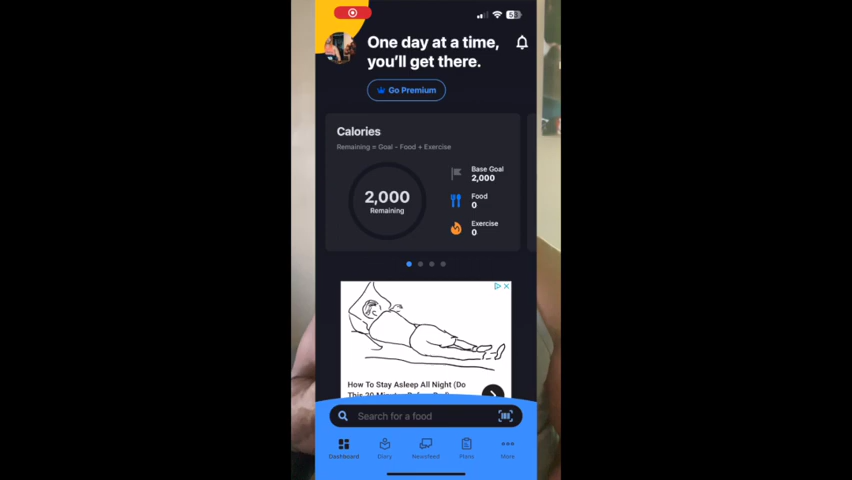 One day at a time,
you'll get there.
Go Premium
Calories
Remaining = Goal - Food + Exercise
2,000
Remaining
Base Goal
2,000
Food
0
Exercise
0
How To Stay Asleep All Night (Do
Search for a food
Dashboard
Diary
Newsfeed
Plans
More